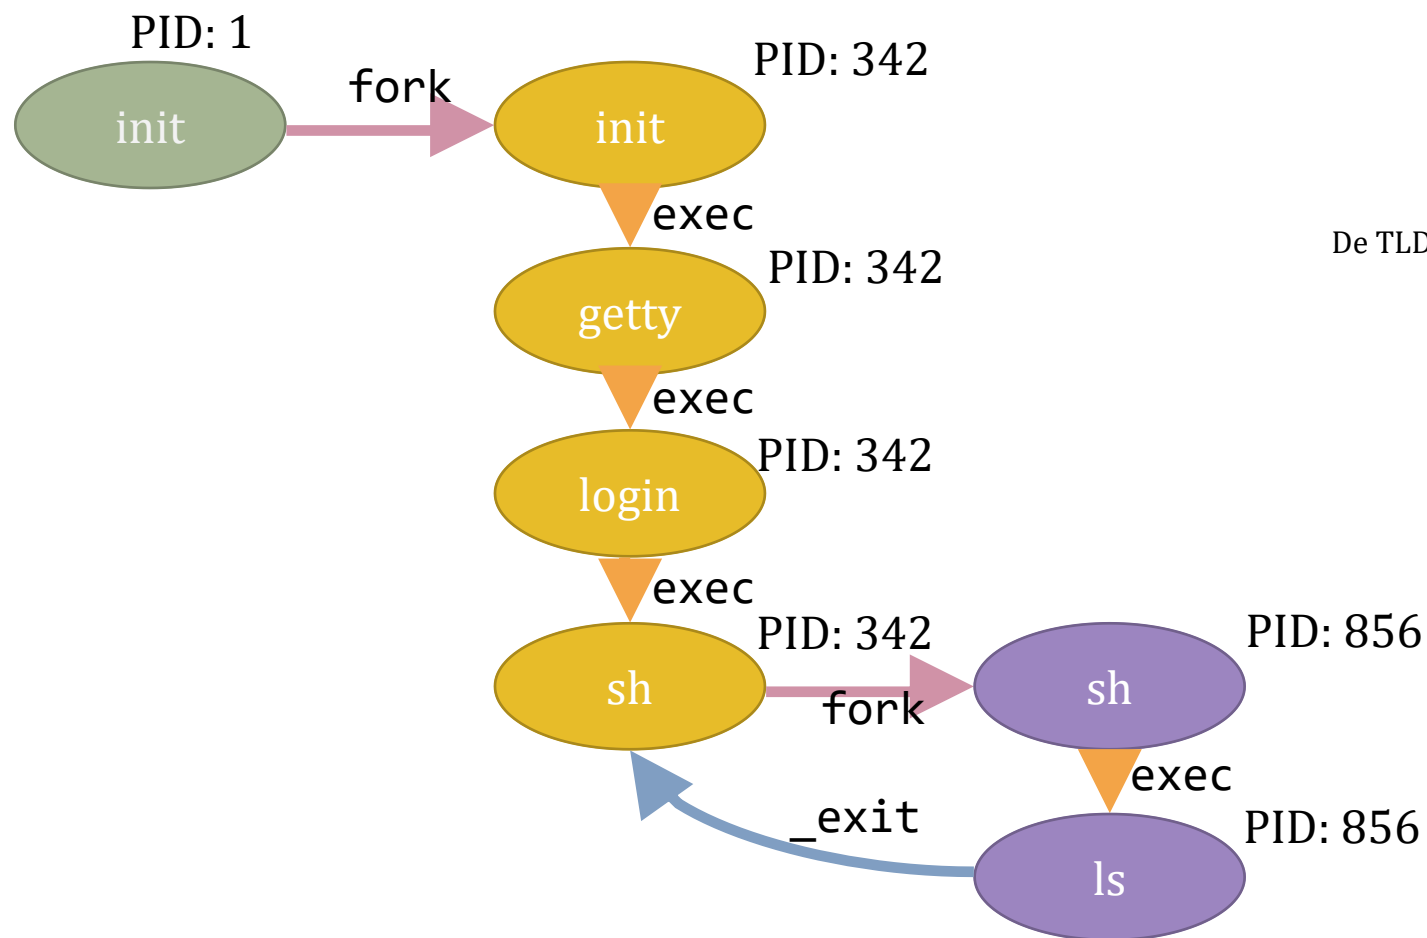 PID: 1
fork
PID: 342
init
init
exec
De TLD
PID: 342
getty
exec
PID: 342
login
exec
PID: 342
PID: 856
sh
sh
fork
exec
_exit
PID: 856
ls